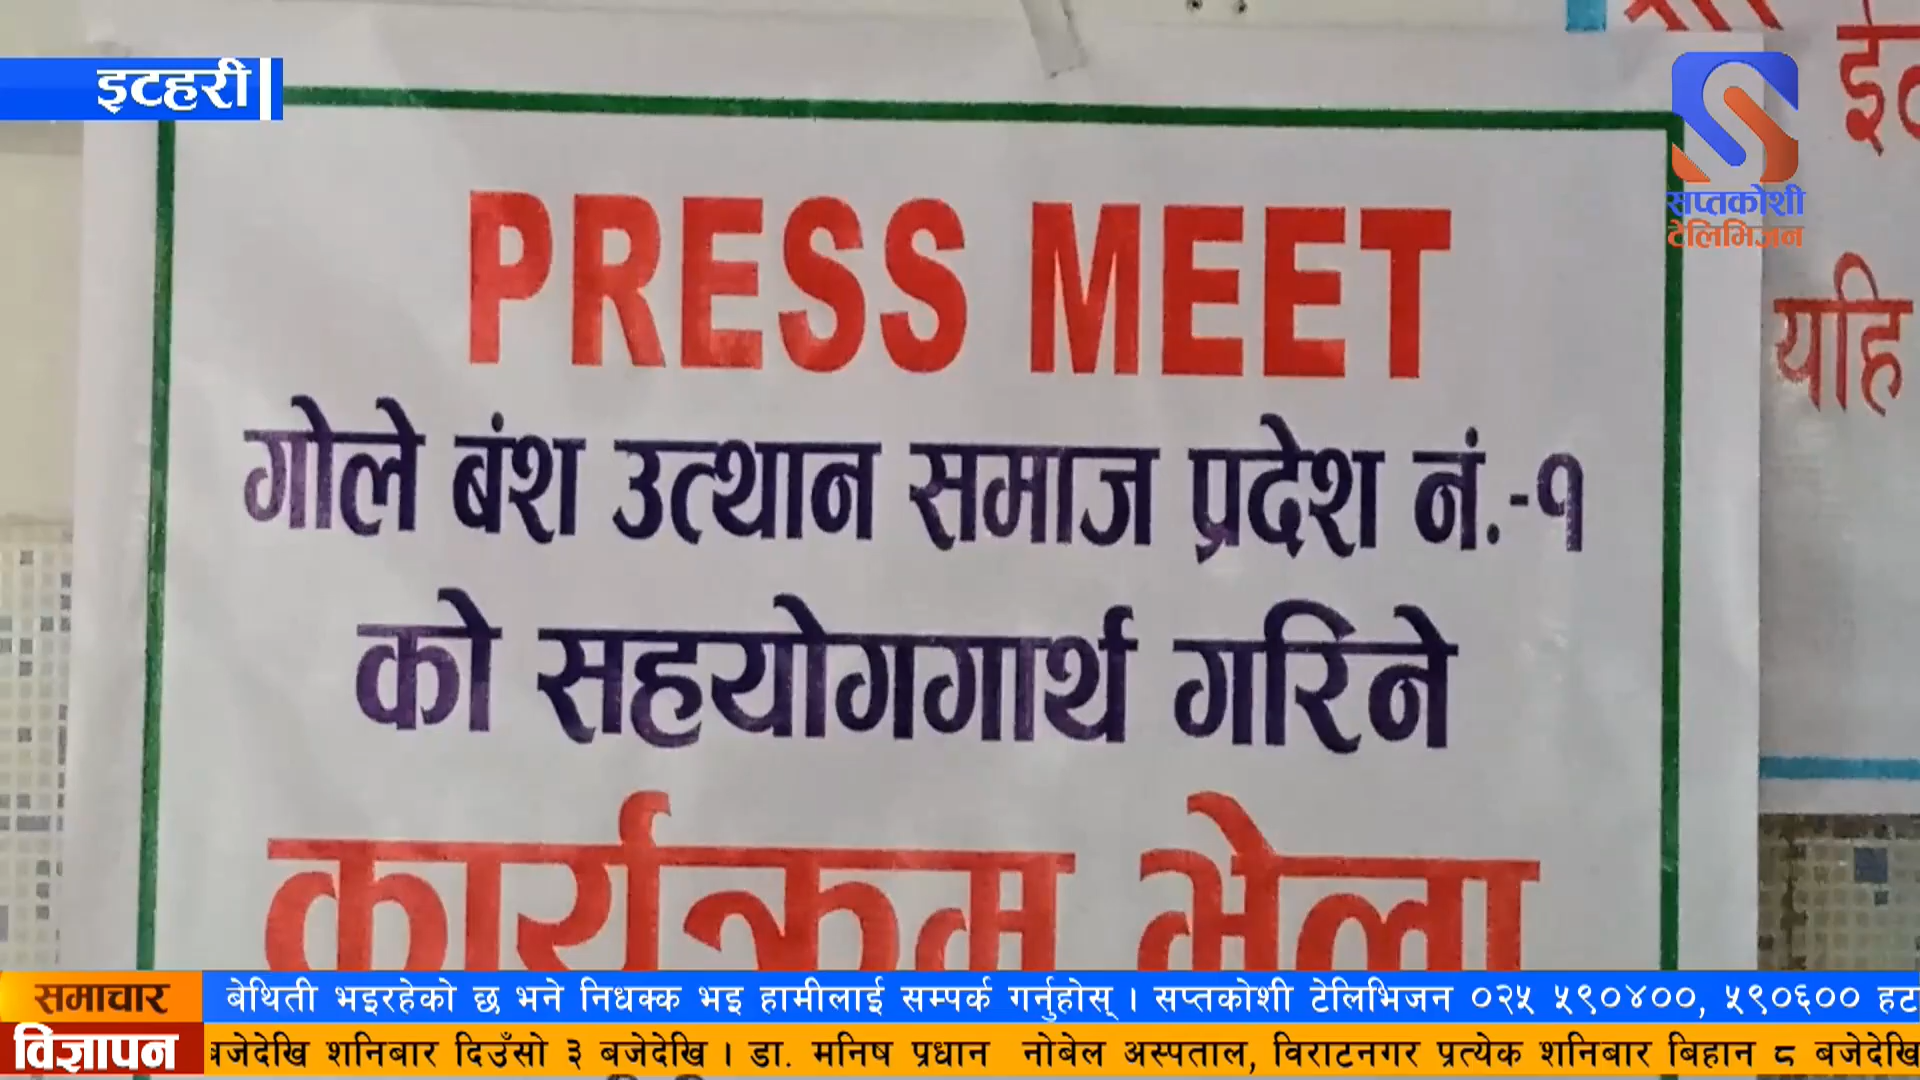 इटहरी
सप्तकोशी
टेलिभिजन
यहि
PRESS MEET
गोले बंश उत्थान समाज प्रदेश नं.-१
को सहयोगगार्थ गरिने
कार्यक्रम भेला
समाचार बेथिती भइरहेको छ भने निधक्क भइ हामीलाई सम्पर्क गर्नुहोस् । सप्तकोशी टेलिभिजन ०२५ ५९०४००, ५९०६००
विज्ञापन बजेदेखि शनिबार दिउँसो ३ बजेदेखि । डा. मनिष प्रधान नोबेल अस्पताल, विराटनगर प्रत्येक शनिबार बिहान ८ बजेदेखि